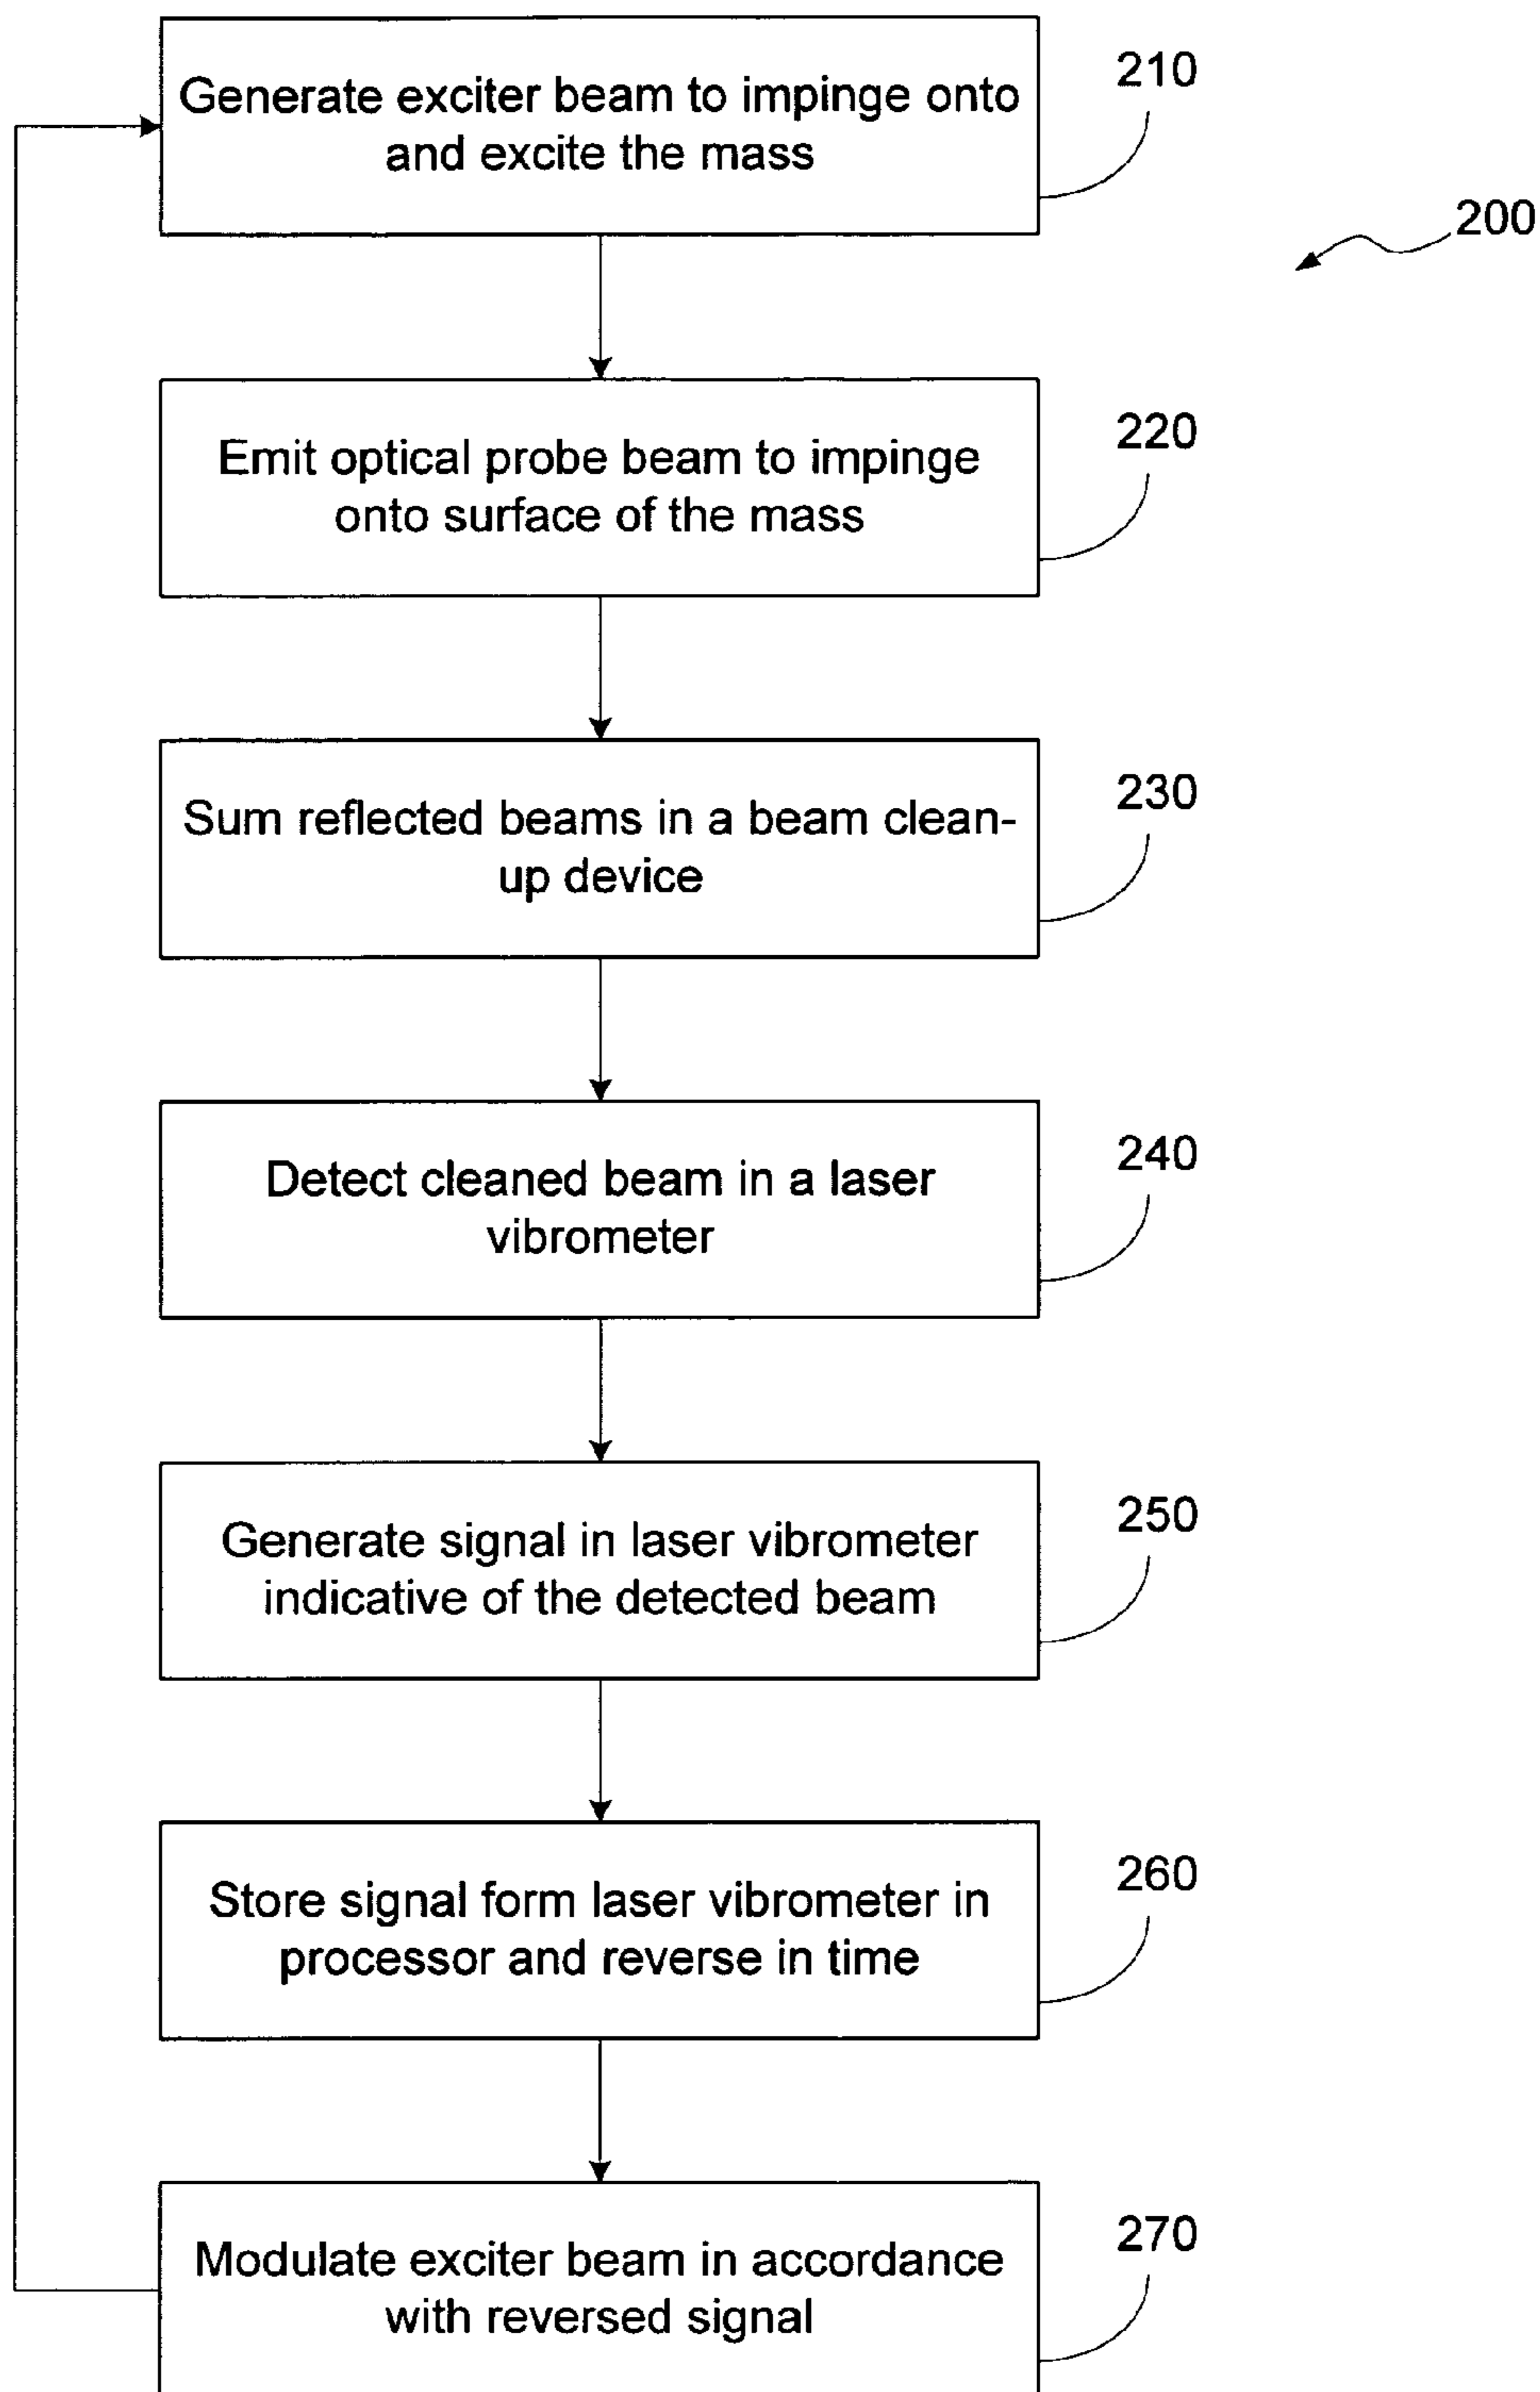 Generate exciter beam to impinge onto
and excite the mass
210
200
Emit optical probe beam to impinge
onto surface of the mass
220
Sum reflected beams in a beam clean-
up device
230
Detect cleaned beam in a laser
vibrometer
240
Generate signal in laser vibrometer
indicative of the detected beam
250
Store signal form laser vibrometer in
processor and reverse in time
260
Modulate exciter beam in accordance
with reversed signal
270